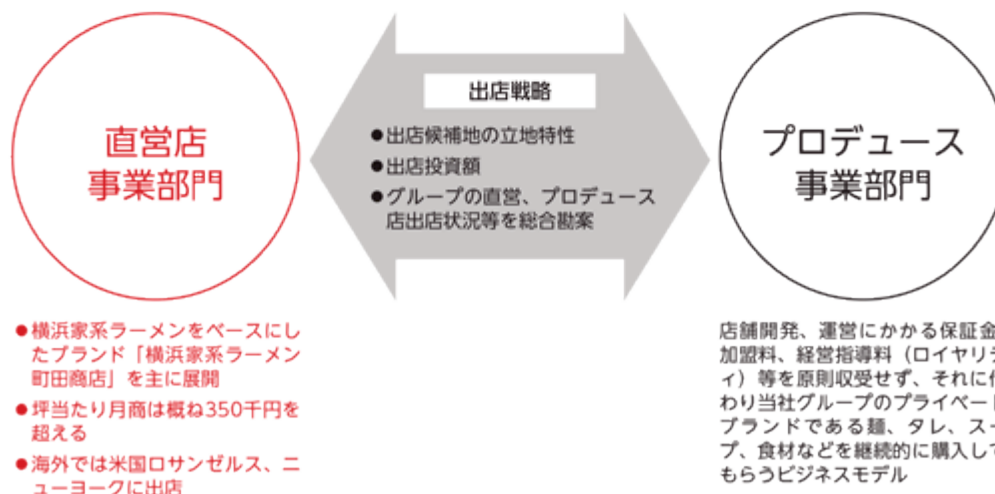 直営店
事業部門
出店戦略
●出店候補地の立地特性
●出店投資額
●グループの直営、プロデュース
店出店状況等を総合勘案
プロデュース
事業部門
●横浜家系ラーメンをベースにし
たブランド「横浜家系ラーメン
町田商店」を主に展開
●坪当たり月商は概ね350千円を
超える
●海外では米国ロサンゼルス、ニ
ューヨークに出店
店舗開発、運営にかかる保証金
加盟料、経営指導料（ロイヤリテ
ィ）等を原則収受せず、それに
わり当社グループのプライベート
ブランドである麺、タレ、スー
プ、食材などを継続的に購入して
もらうビジネスモデル